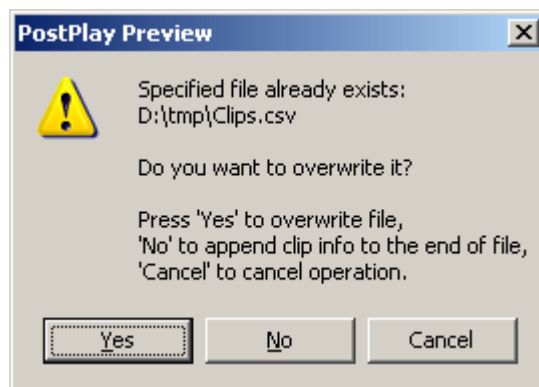 PostPlay Preview
Specified file already exists:
D:\tmp\Clips.csv
Do you want to overwrite it?
Press 'Yes' to overwrite file,
'No' to append clip info to the end of file,
'Cancel' to cancel operation.
Yes
No
Cancel